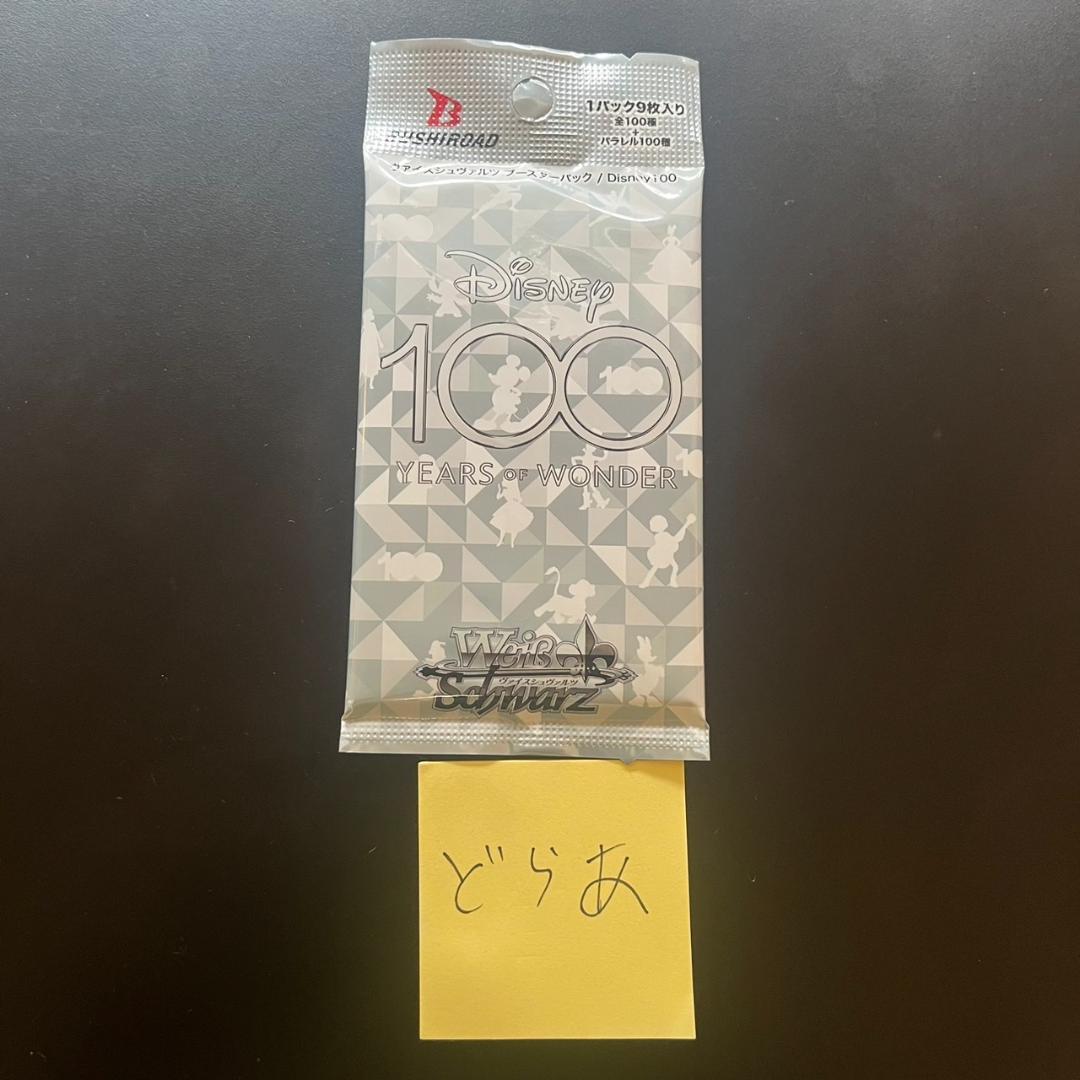 BUSHIROAD
1パック9枚入り
全100種
+
パラレル100種
ヴァイスシュヴァルツ ブースターパック / Disney100
Disney
100
YEARS OF WONDER
100
100
100
Weiß
ヴァイスシュヴァルツ
Schwarz
どらあ